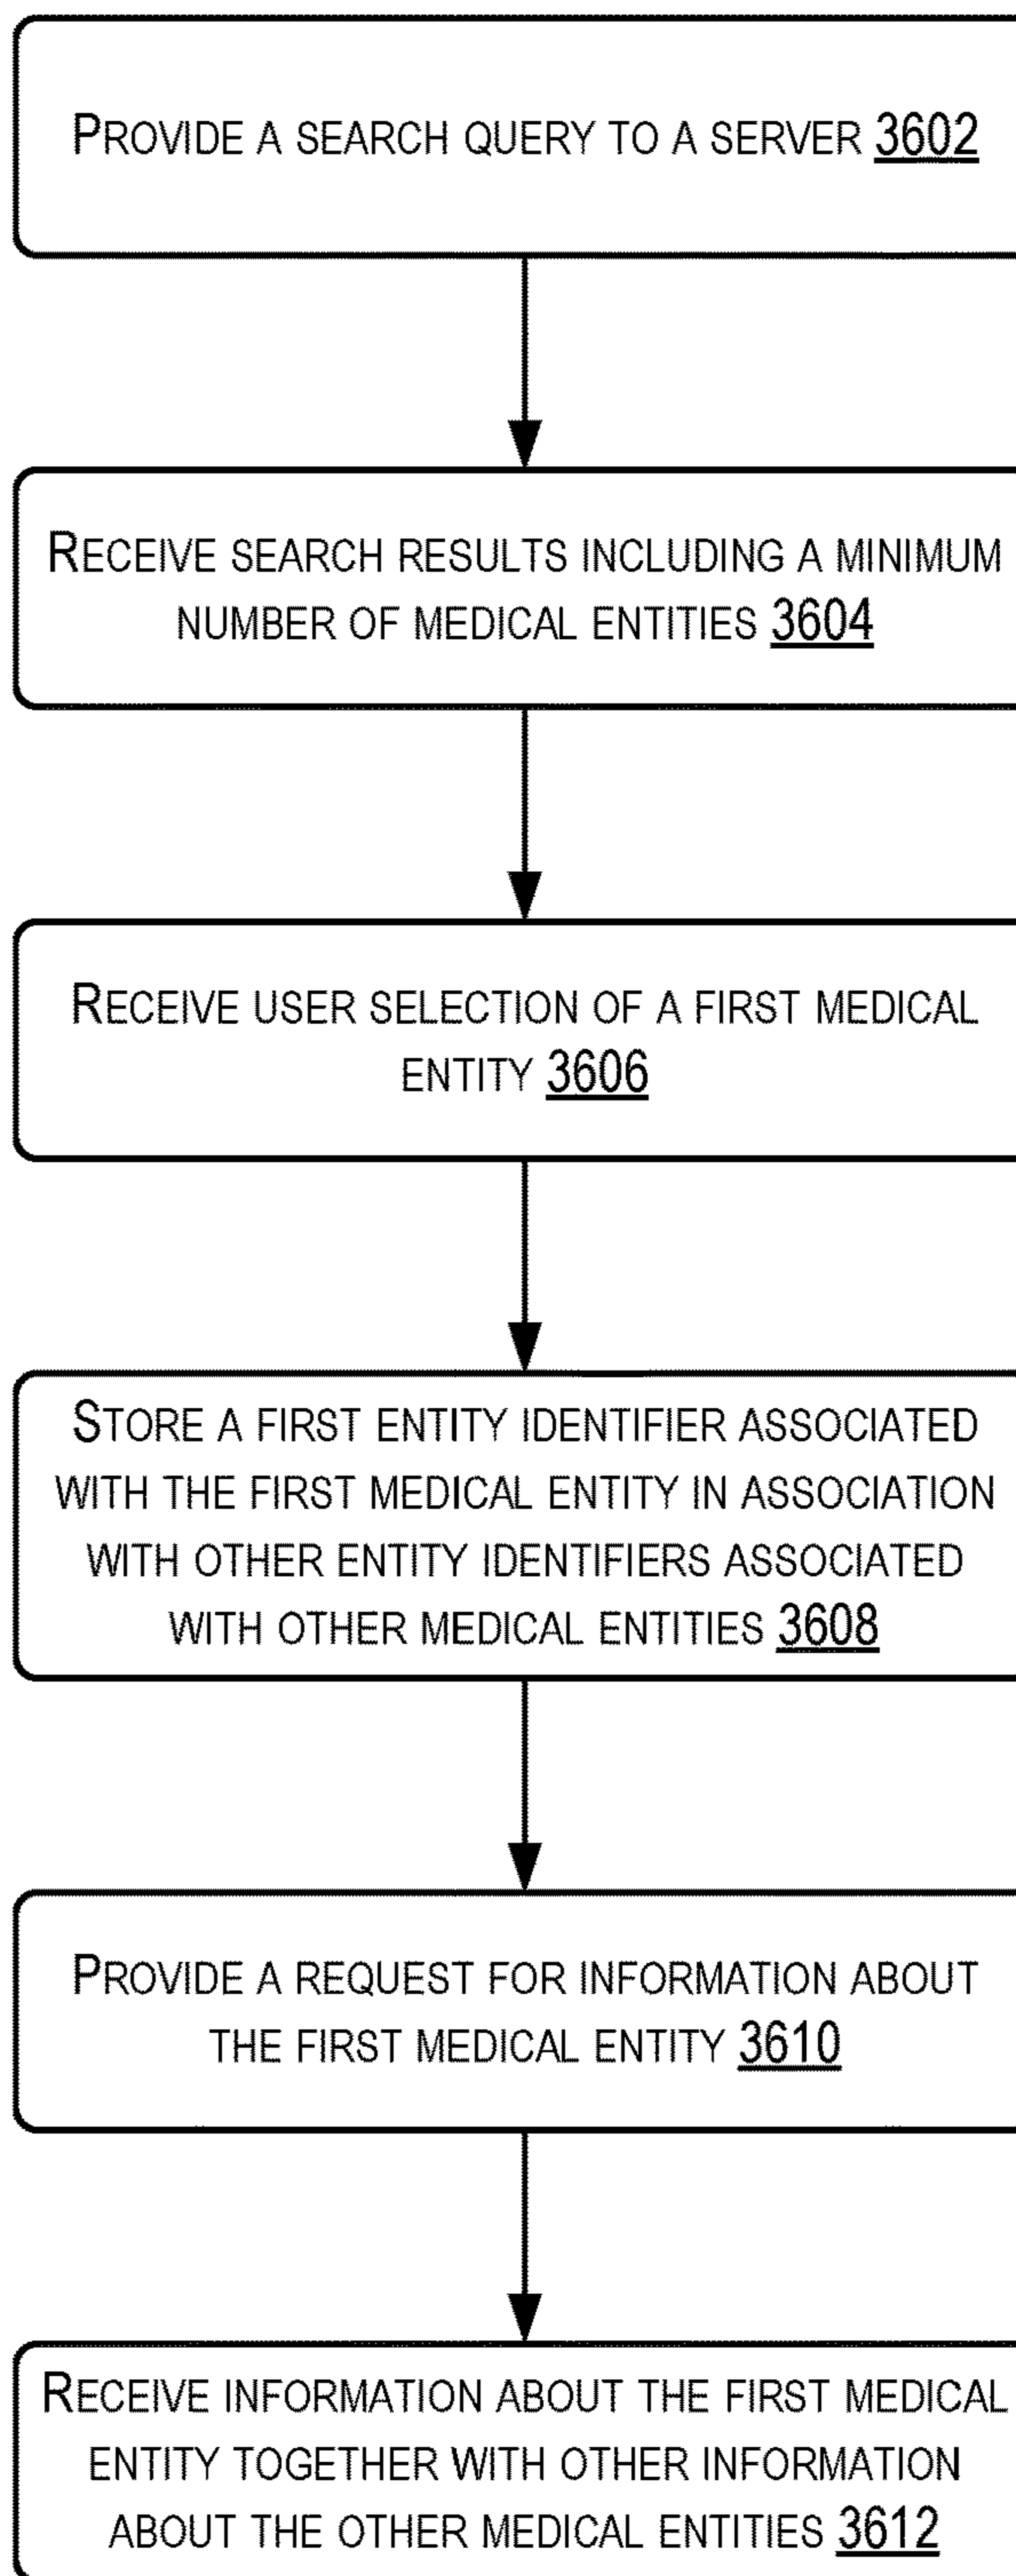 PROVIDE A SEARCH QUERY TO A SERVER 3602
RECEIVE SEARCH RESULTS INCLUDING A MINIMUM
NUMBER OF MEDICAL ENTITIES 3604
RECEIVE USER SELECTION OF A FIRST MEDICAL
ENTITY 3606
STORE A FIRST ENTITY IDENTIFIER ASSOCIATED
WITH THE FIRST MEDICAL ENTITY IN ASSOCIATION
WITH OTHER ENTITY IDENTIFIERS ASSOCIATED
WITH OTHER MEDICAL ENTITIES 3608
PROVIDE A REQUEST FOR INFORMATION ABOUT
THE FIRST MEDICAL ENTITY 3610
RECEIVE INFORMATION ABOUT THE FIRST MEDICAL
ENTITY TOGETHER WITH OTHER INFORMATION
ABOUT THE OTHER MEDICAL ENTITIES 3612